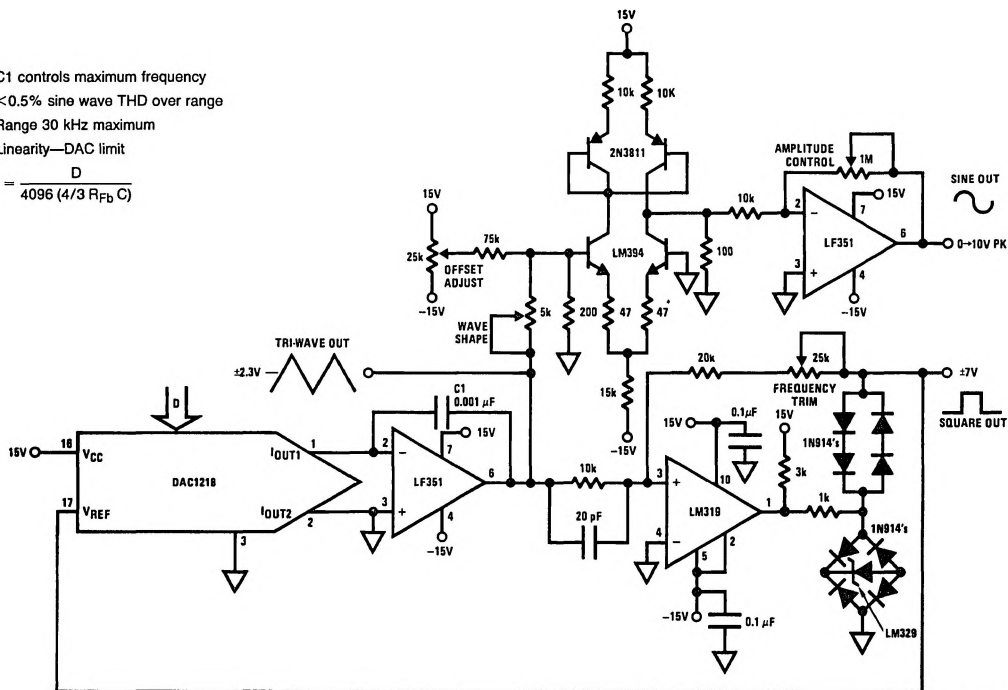 C1 controls maximum frequency
<0.5% sine wave THD over range
Range 30 kHz maximum
Linearity—DAC limit
= D
4096 (4/3 RFb C)
15V
10k
10K
2N3811
AMPLITUDE
CONTROL
1M
SINE OUT
15V
10k
2
−
7
LF351
6
0→10V PK
3
+
4
−15V
100
15V
75k
25k
OFFSET
ADJUST
−15V
LM394
5k
200
47
47
WAVE
SHAPE
TRI-WAVE OUT
±2.3V
15k
−15V
20k
25k
FREQUENCY
TRIM
±7V
SQUARE OUT
C1
0.001 µF
D
15V
16
VCC
DAC1218
17
VREF
IOUT1
1
IOUT2
2
3
2
−
7
15V
LF351
6
3
+
4
−15V
10k
20 pF
15V
0.1µF
10
3
+
LM319
1
4
−
5
2
−15V
0.1 µF
15V
3k
1k
1N914's
1N914's
LM329